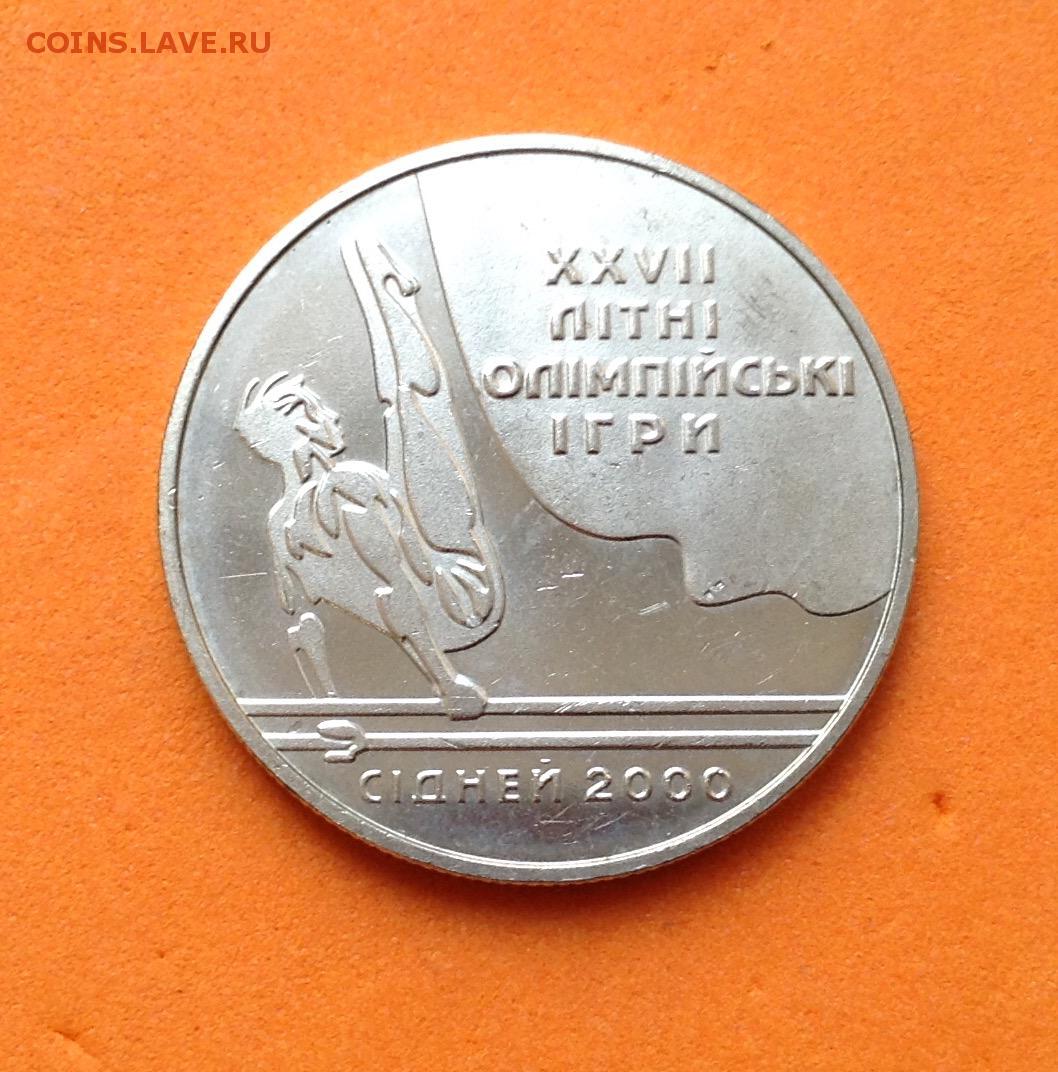 COINS.LAVE.RU
XXVII
ЛІТНІ
ОЛІМПІЙСЬКІ
ІГРИ
СІДНЕЙ 2000